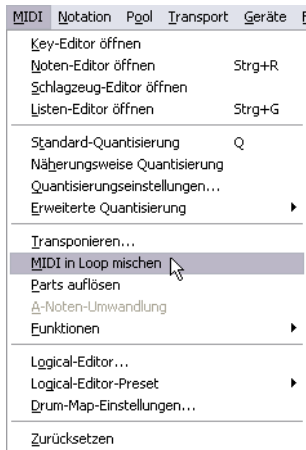 MIDI Notation Pool Transport Geräte
Key-Editor öffnen
Noten-Editor öffnen Strg+R
Schlagzeug-Editor öffnen
Listen-Editor öffnen Strg+G
Standard-Quantisierung Q
Näherungsweise Quantisierung
Quantisierungseinstellungen...
Erweiterte Quantisierung
Transponieren...
MIDI in Loop mischen
Parts auflösen
A-Noten-Umwandlung
Funktionen
Logical-Editor...
Logical-Editor-Preset
Drum-Map-Einstellungen...
Zurücksetzen